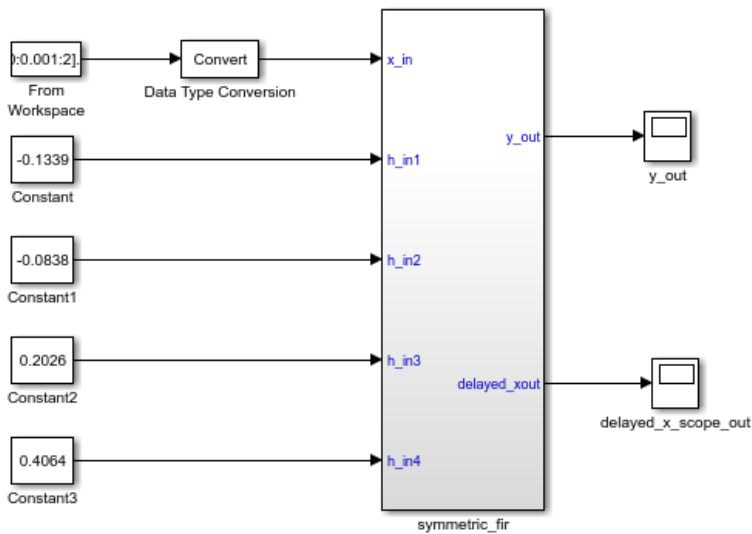 ):0.001:2].
From
Workspace
Convert
Data Type Conversion
x_in
-0.1339
Constant
h_in1
y_out
y_out
-0.0838
Constant1
h_in2
0.2026
Constant2
h_in3
delayed_xout
delayed_x_scope_out
0.4064
Constant3
h_in4
symmetric_fir